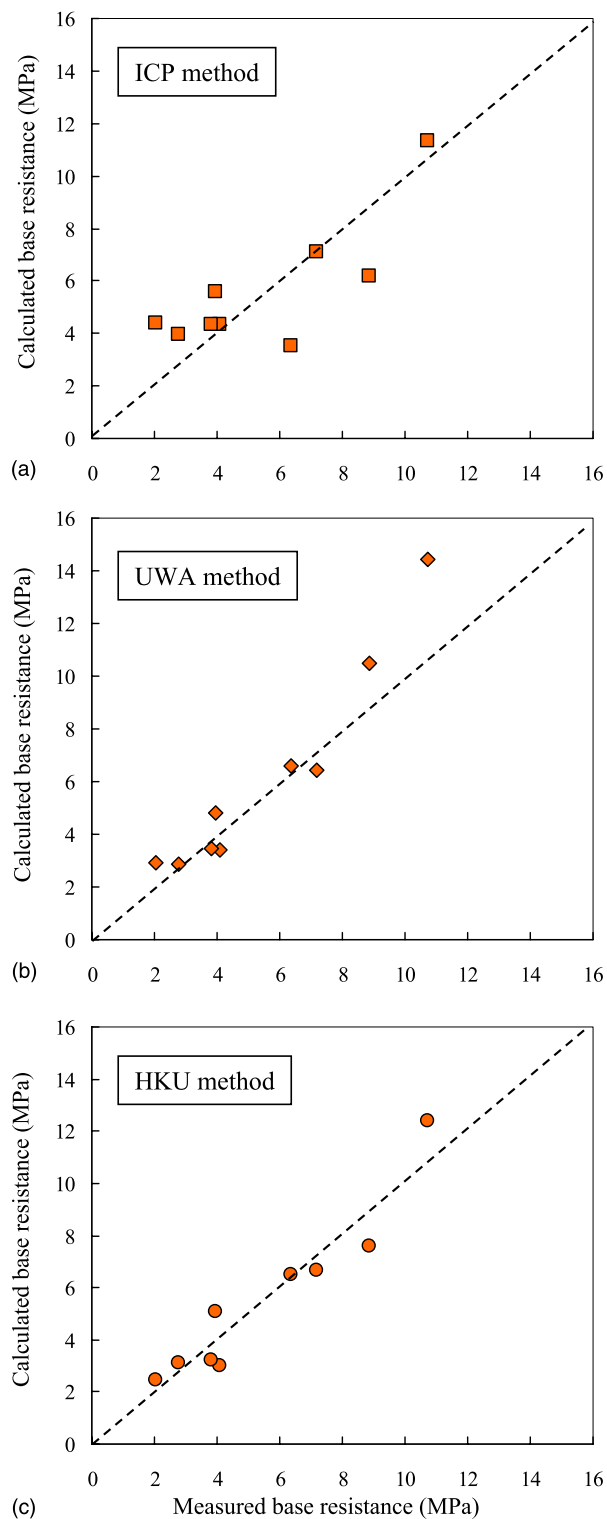 16
14
12
10
8
6
4
2
0
Calculated base resistance (MPa)
ICP method
(a)
0 2 4 6 8 10 12 14 16
16
14
12
10
8
6
4
2
0
Calculated base resistance (MPa)
UWA method
(b)
0 2 4 6 8 10 12 14 16
16
14
12
10
8
6
4
2
0
Calculated base resistance (MPa)
HKU method
0 2 4 6 8 10 12 14 16
(c)
Measured base resistance (MPa)